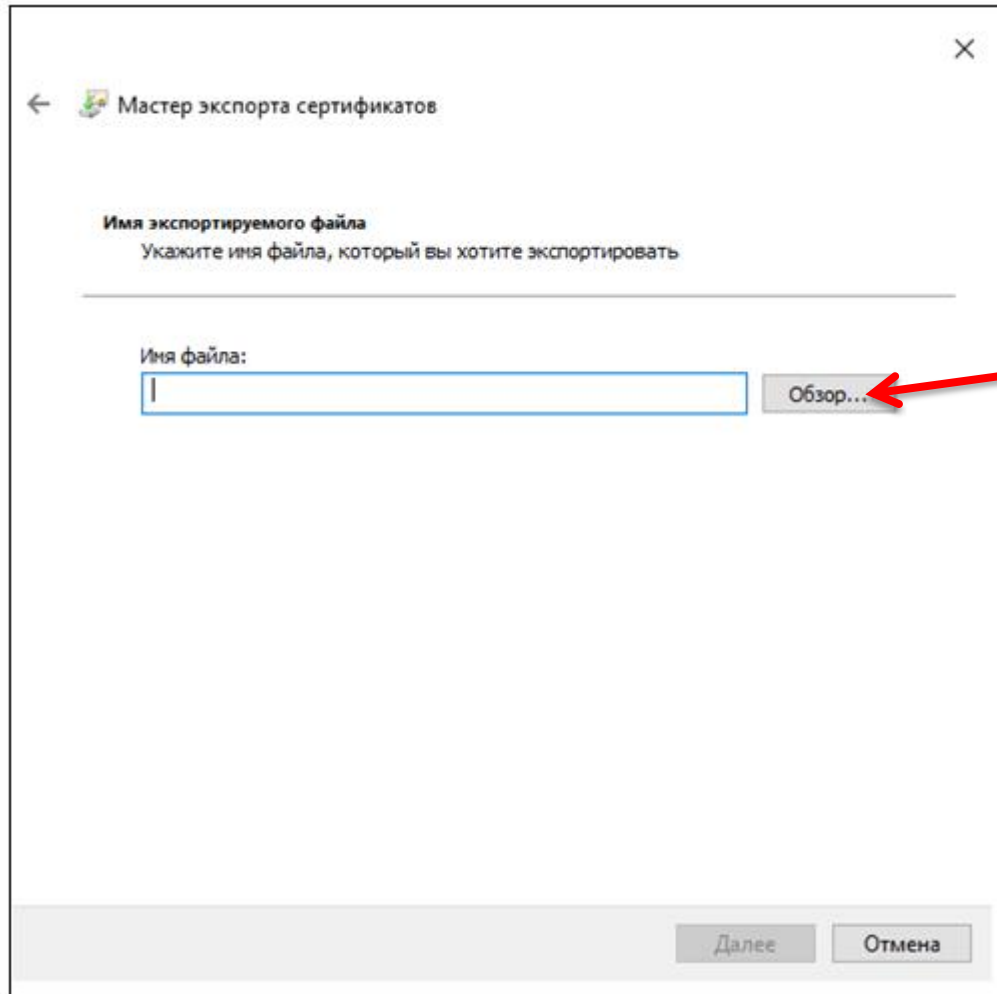 Мастер экспорта сертификатов
Имя экспортируемого файла
Укажите имя файла, который вы хотите экспортировать
Имя файла:
Обзор...
Далее
Отмена